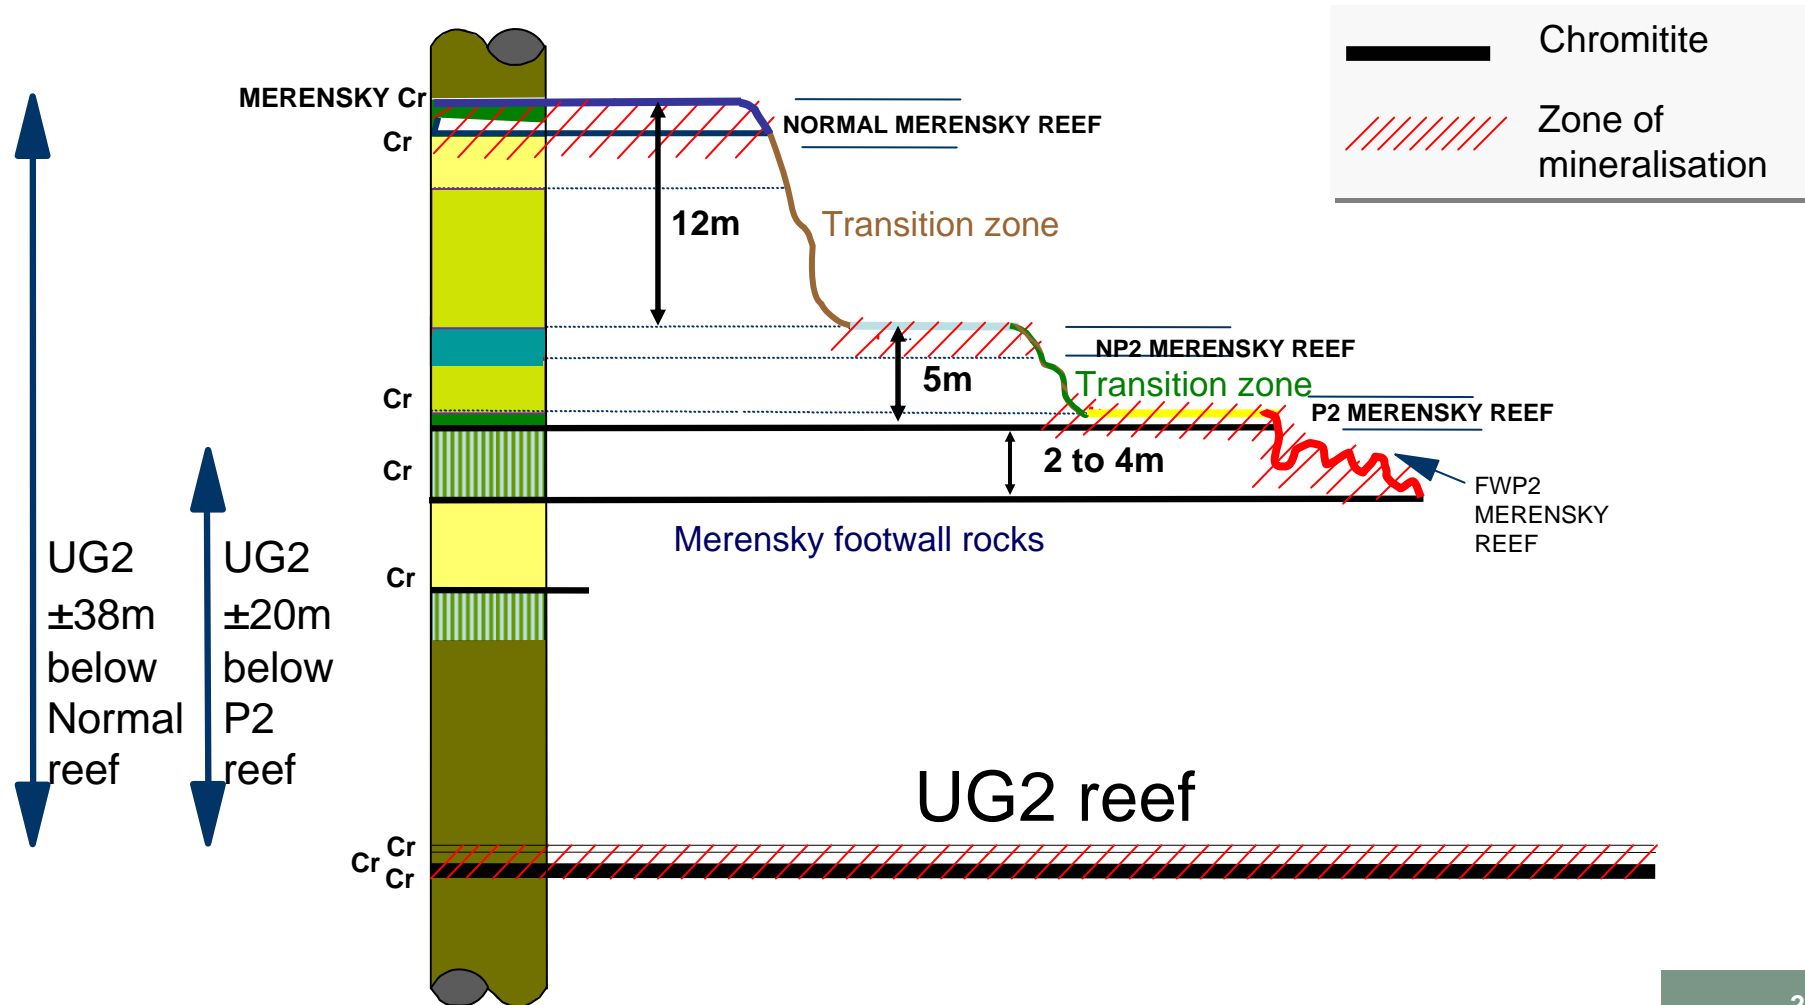 Chromitite
Zone of
mineralisation
MERENSKY Cr
NORMAL MERENSKY REEF
Cr
12m
Transition zone
NP2 MERENSKY REEF
5m
Transition zone
Cr
P2 MERENSKY REEF
Cr
2 to 4m
FWP2
MERENSKY
REEF
Merensky footwall rocks
UG2
±38m
below
Normal
reef
UG2
±20m
below
P2
reef
Cr
UG2 reef
Cr
Cr
Cr
2